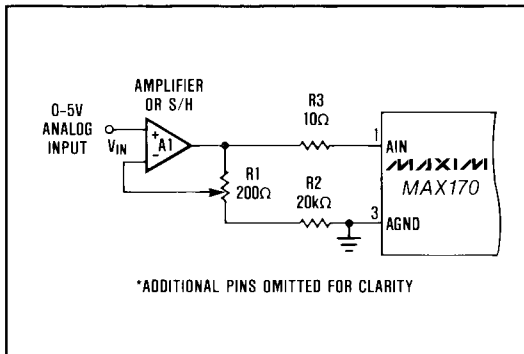 AMPLIFIER
OR S/H
0-5V
ANALOG
INPUT
VIN
+
-
A1
R3
10Ω
1
AIN
MAXIM
MAX170
R1
200Ω
R2
20kΩ
3
AGND
*ADDITIONAL PINS OMITTED FOR CLARITY